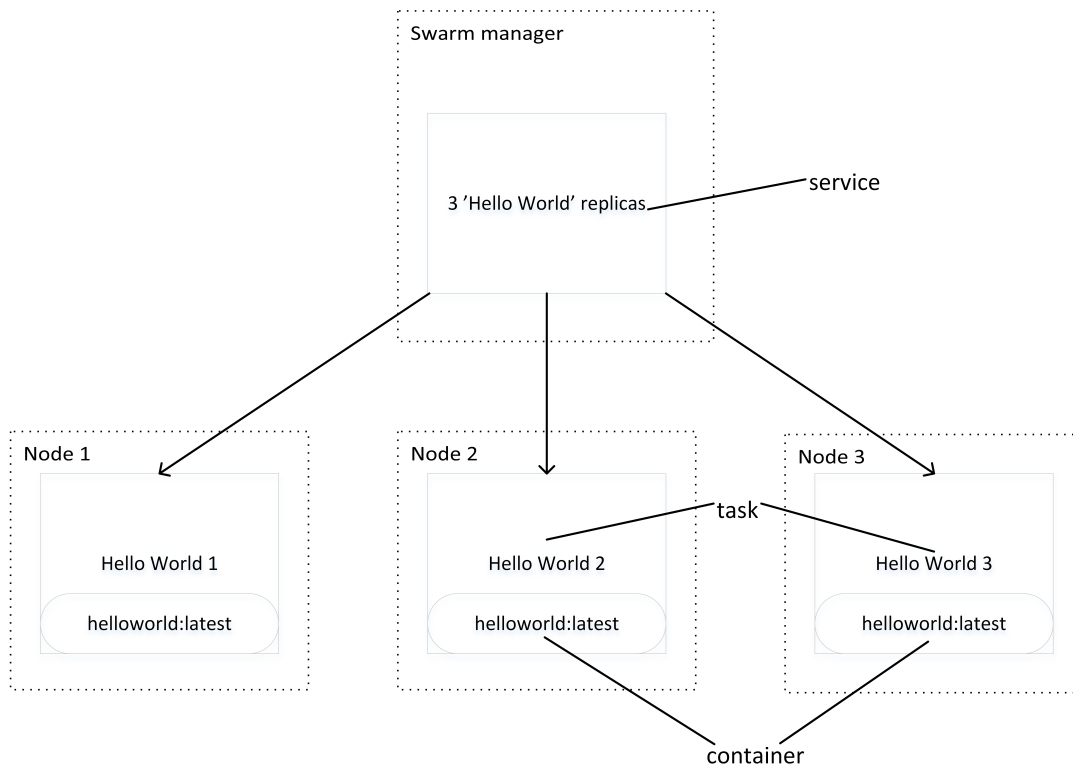 Swarm manager
3 ’Hello World’ replicas
service
Node 1
Node 2
Node 3
task
Hello World 1
Hello World 2
Hello World 3
helloworld:latest
helloworld:latest
helloworld:latest
container